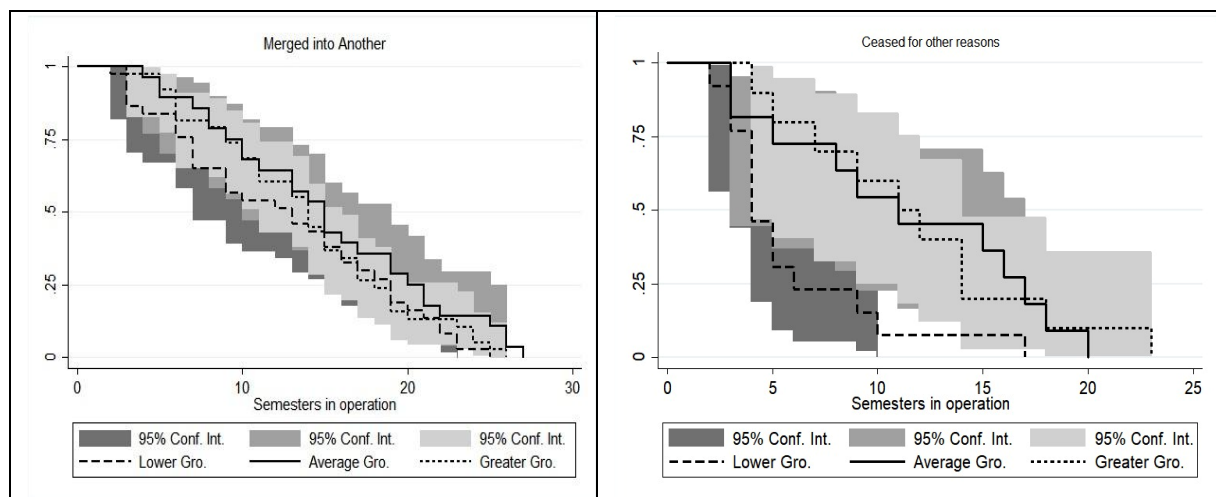 Merged into Another
1
.75
.5
.25
0
0 10 20 30
Semesters in operation
95% Conf. Int. 95% Conf. Int. 95% Conf. Int.
Lower Gro. Average Gro. Greater Gro.
Ceased for other reasons
1
.75
.5
.25
0
0 5 10 15 20 25
Semesters in operation
95% Conf. Int. 95% Conf. Int. 95% Conf. Int.
Lower Gro. Average Gro. Greater Gro.